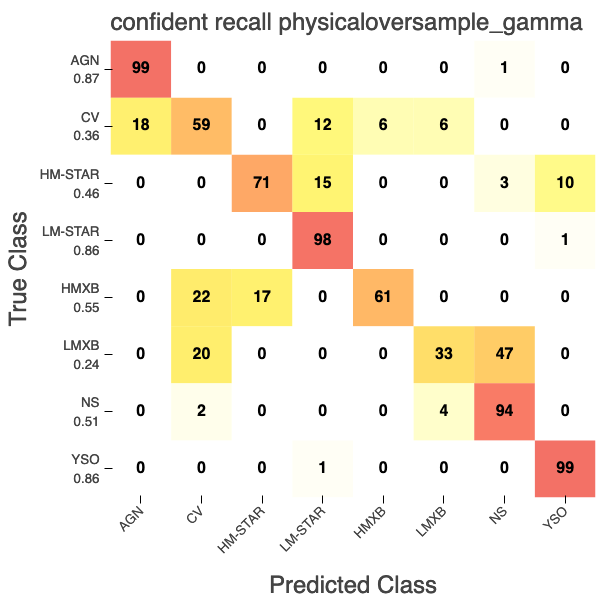 confident recall physicaloversample_gamma
AGN
0.87
99 0 0 0 0 0 1 0
CV
0.36
18 59 0 12 6 6 0 0
HM-STAR
0.46
0 0 71 15 0 0 3 10
LM-STAR
0.86
0 0 0 98 0 0 0 1
HMXB
0.55
0 22 17 0 61 0 0 0
LMXB
0.24
0 20 0 0 0 33 47 0
NS
0.51
0 2 0 0 0 4 94 0
YSO
0.86
0 0 0 1 0 0 0 99
True Class
AGN CV HM-STAR LM-STAR HMXB LMXB NS YSO
Predicted Class